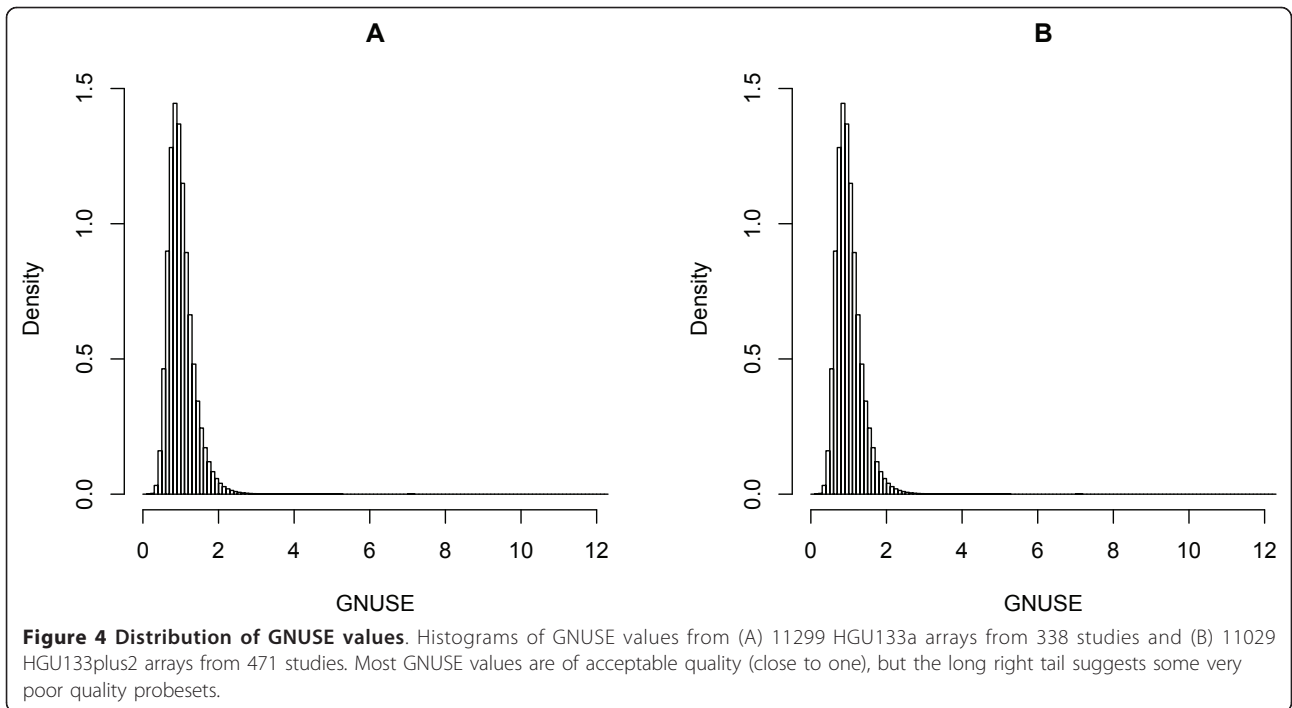 A
B
1.5
1.0
0.5
0.0
Density
0 2 4 6 8 10 12
GNUSE
1.5
1.0
0.5
0.0
Density
0 2 4 6 8 10 12
GNUSE
Figure 4 Distribution of GNUSE values. Histograms of GNUSE values from (A) 11299 HGU133a arrays from 338 studies and (B) 11029
HGU133plus2 arrays from 471 studies. Most GNUSE values are of acceptable quality (close to one), but the long right tail suggests some very
poor quality probesets.